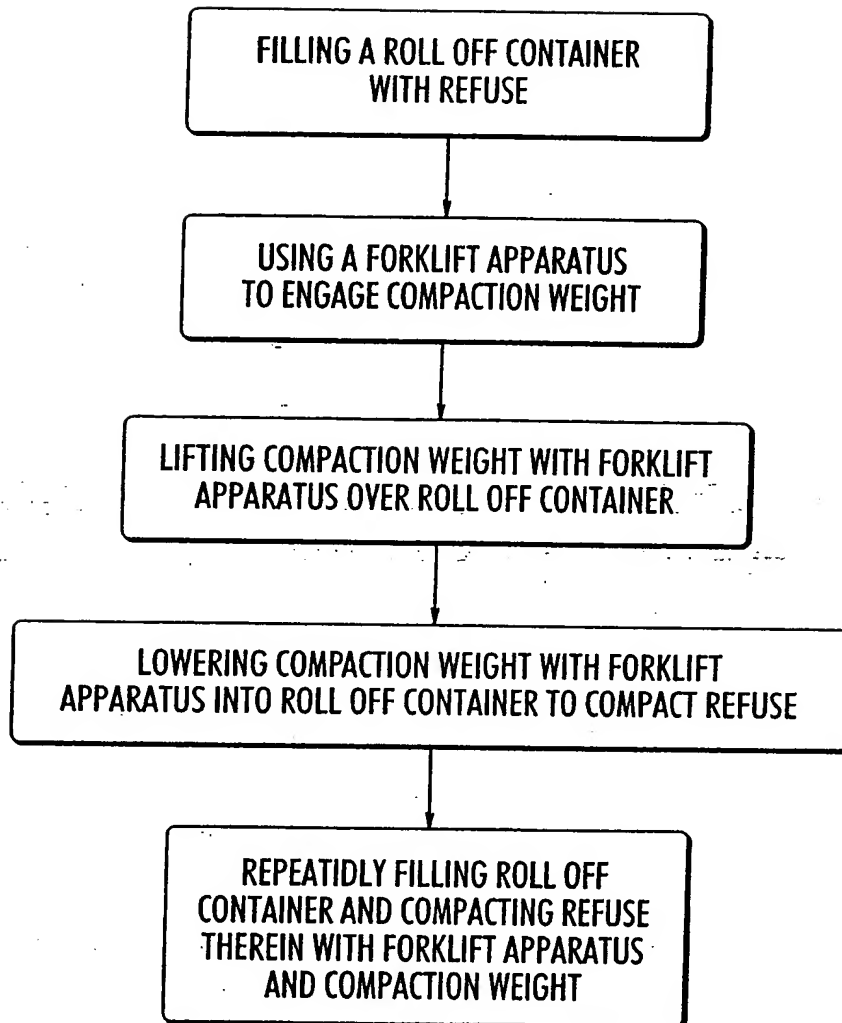 FILLING A ROLL OFF CONTAINER
WITH REFUSE
USING A FORKLIFT APPARATUS
TO ENGAGE COMPACTION WEIGHT
LIFTING COMPACTION WEIGHT WITH FORKLIFT
APPARATUS OVER ROLL OFF CONTAINER
LOWERING COMPACTION WEIGHT WITH FORKLIFT
APPARATUS INTO ROLL OFF CONTAINER TO COMPACT REFUSE
REPEATIDLY FILLING ROLL OFF
CONTAINER AND COMPACTING REFUSE
THEREIN WITH FORKLIFT APPARATUS
AND COMPACTION WEIGHT